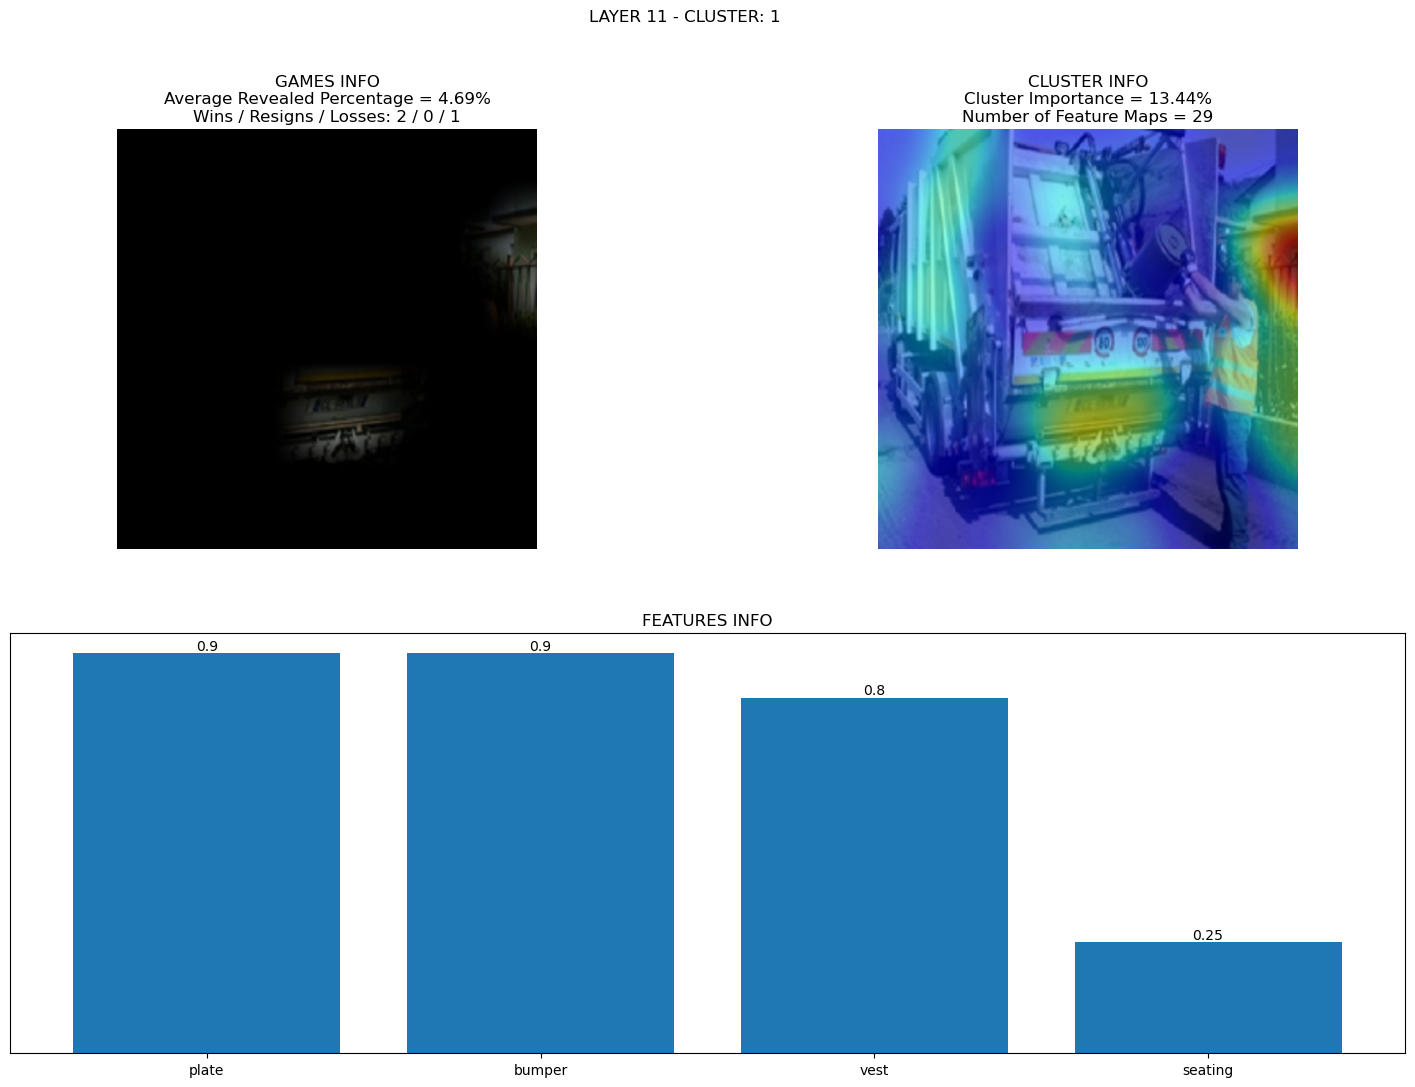 LAYER 11 - CLUSTER: 1
GAMES INFO
Average Revealed Percentage = 4.69%
Wins / Resigns / Losses: 2 / 0 / 1
CLUSTER INFO
Cluster Importance = 13.44%
Number of Feature Maps = 29
80
100
FEATURES INFO
0.9
0.9
0.8
0.25
plate
bumper
vest
seating